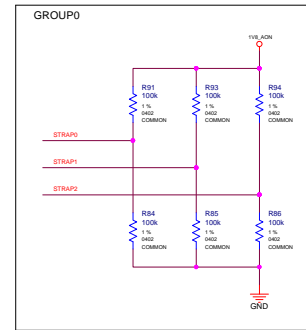 GROUP0
1V8_AON
R91
100k
1 %
0402
COMMON
R93
100k
1 %
0402
COMMON
R94
100k
1 %
0402
COMMON
STRAP0
STRAP1
STRAP2
R84
100k
1 %
0402
COMMON
R85
100k
1 %
0402
COMMON
R86
100k
1 %
0402
COMMON
GND